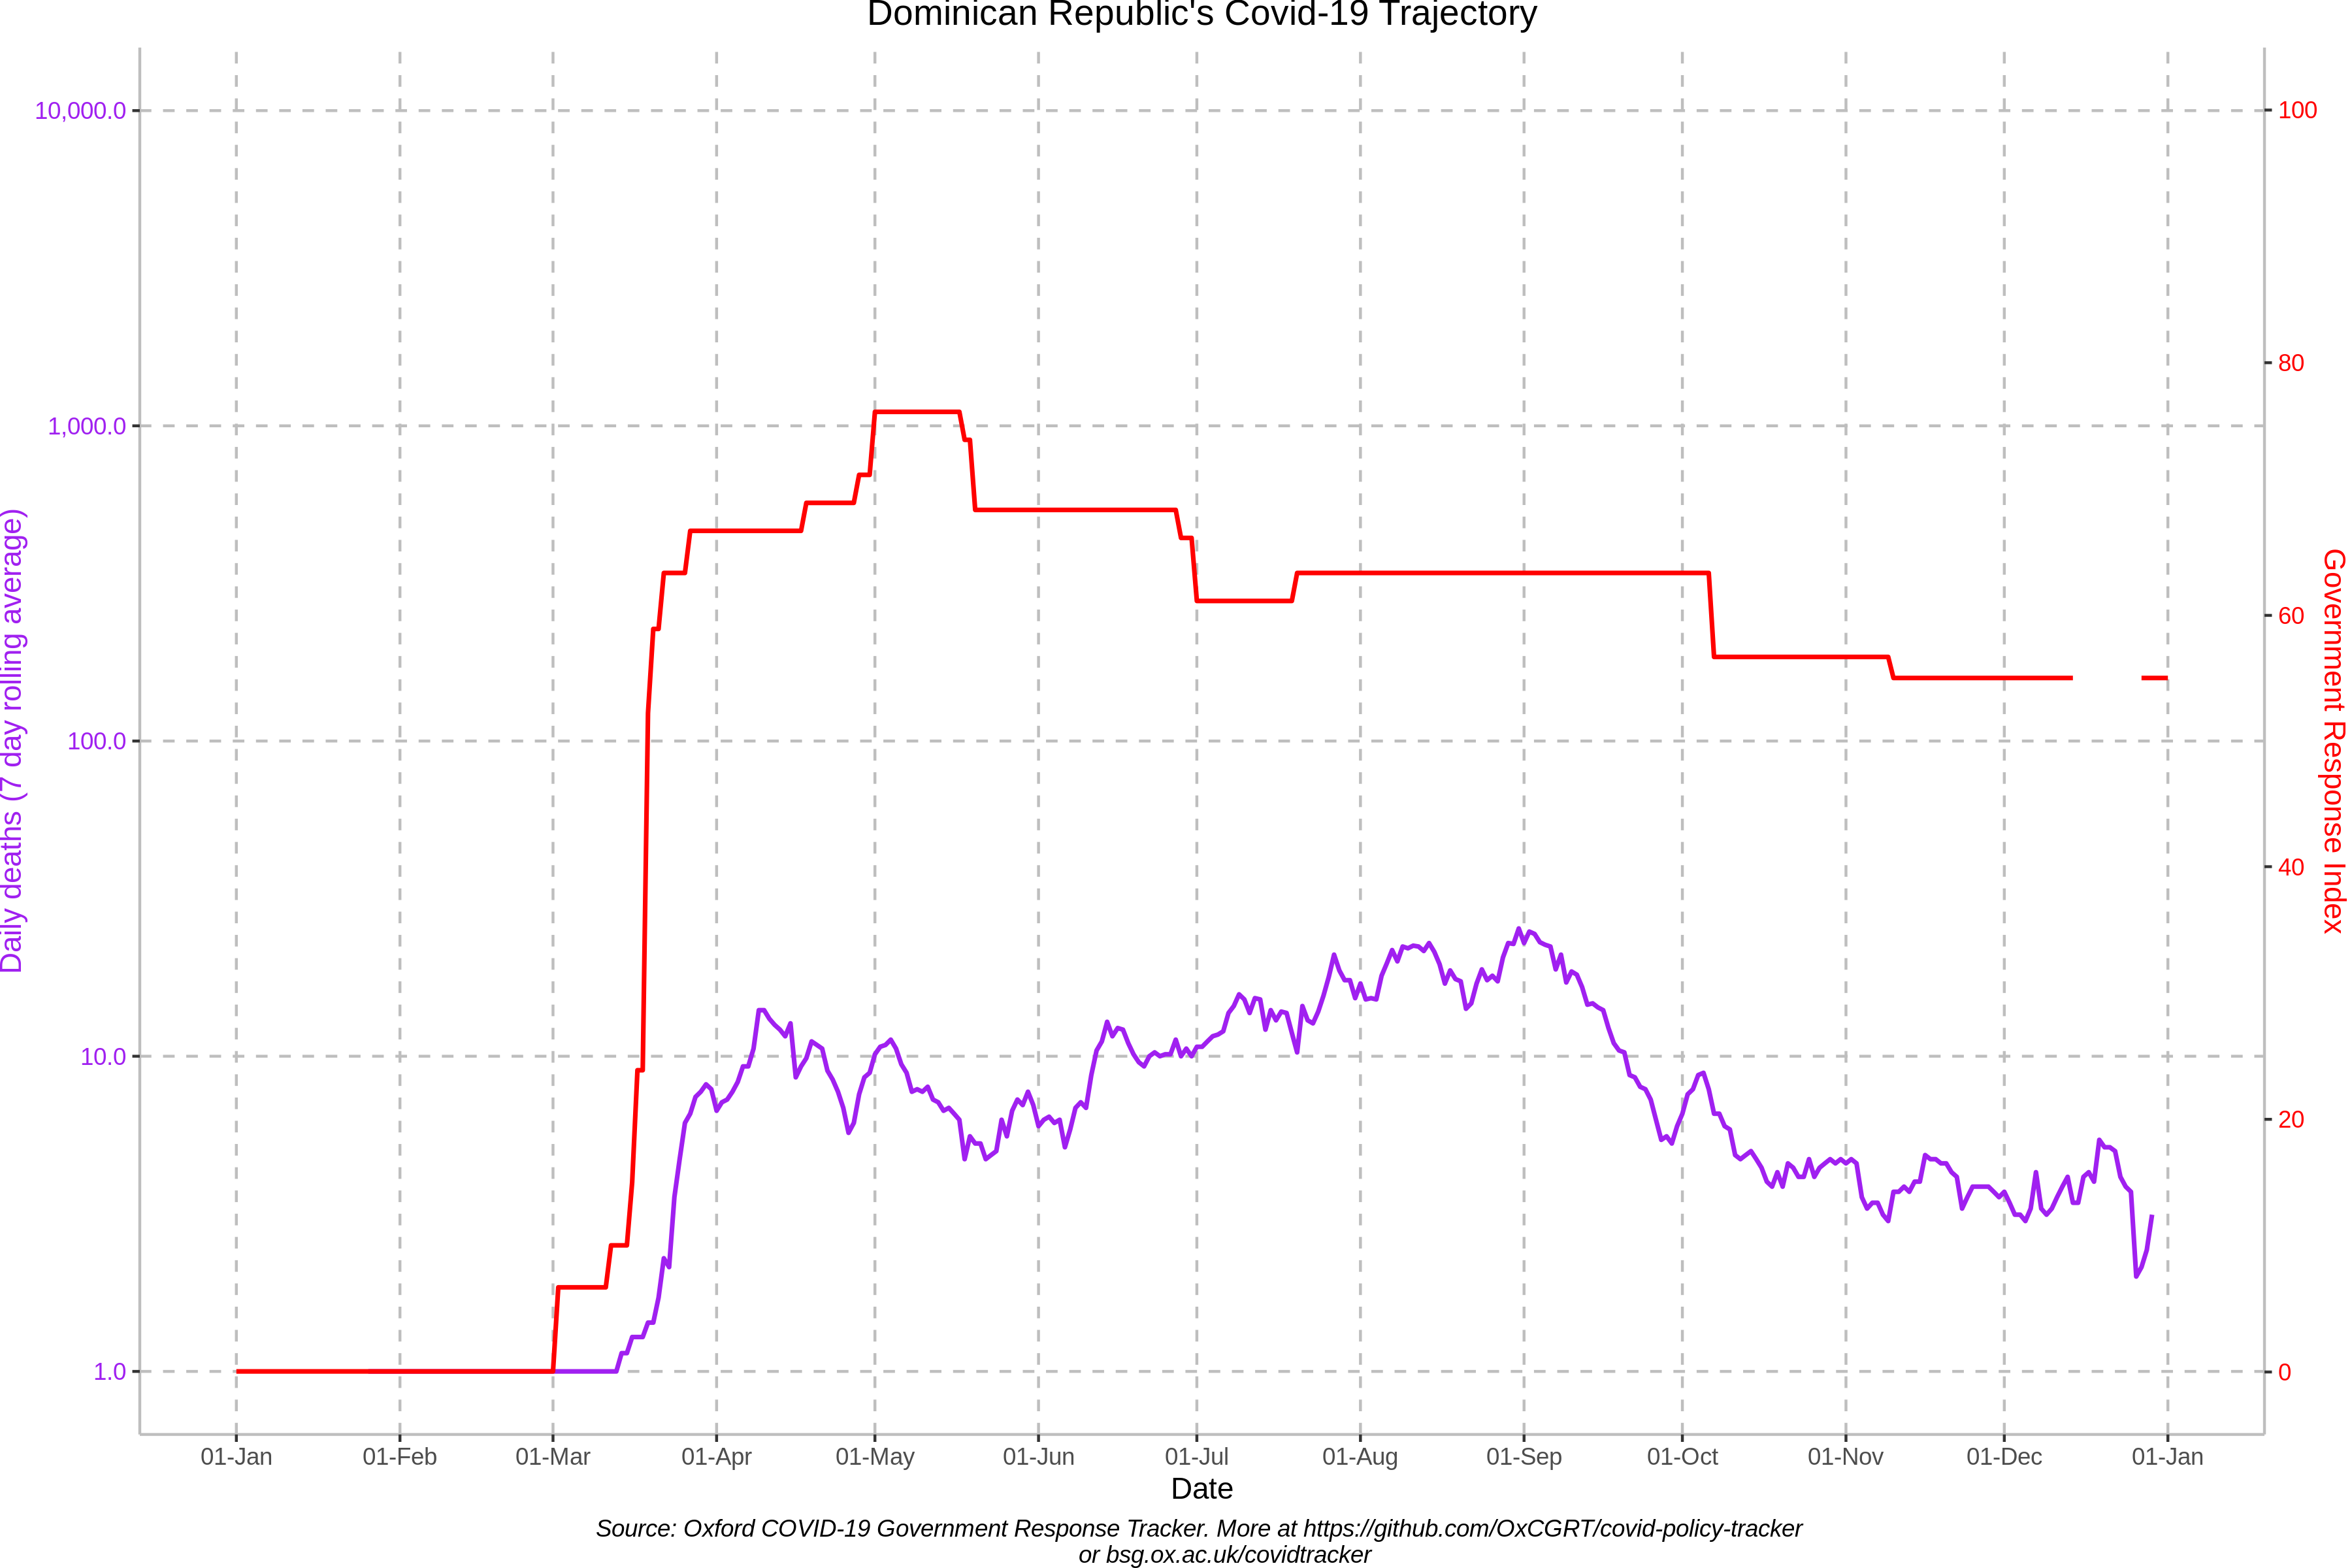 Dominican Republic's Covid-19 Trajectory
10,000.0
1,000.0
100.0
10.0
1.0
Daily deaths (7 day rolling average)
100
80
60
40
20
0
Government Response Index
01-Jan 01-Feb 01-Mar 01-Apr 01-May 01-Jun 01-Jul 01-Aug 01-Sep 01-Oct 01-Nov 01-Dec 01-Jan
Date
Source: Oxford COVID-19 Government Response Tracker. More at https://github.com/OxCGRT/covid-policy-tracker
or bsg.ox.ac.uk/covidtracker